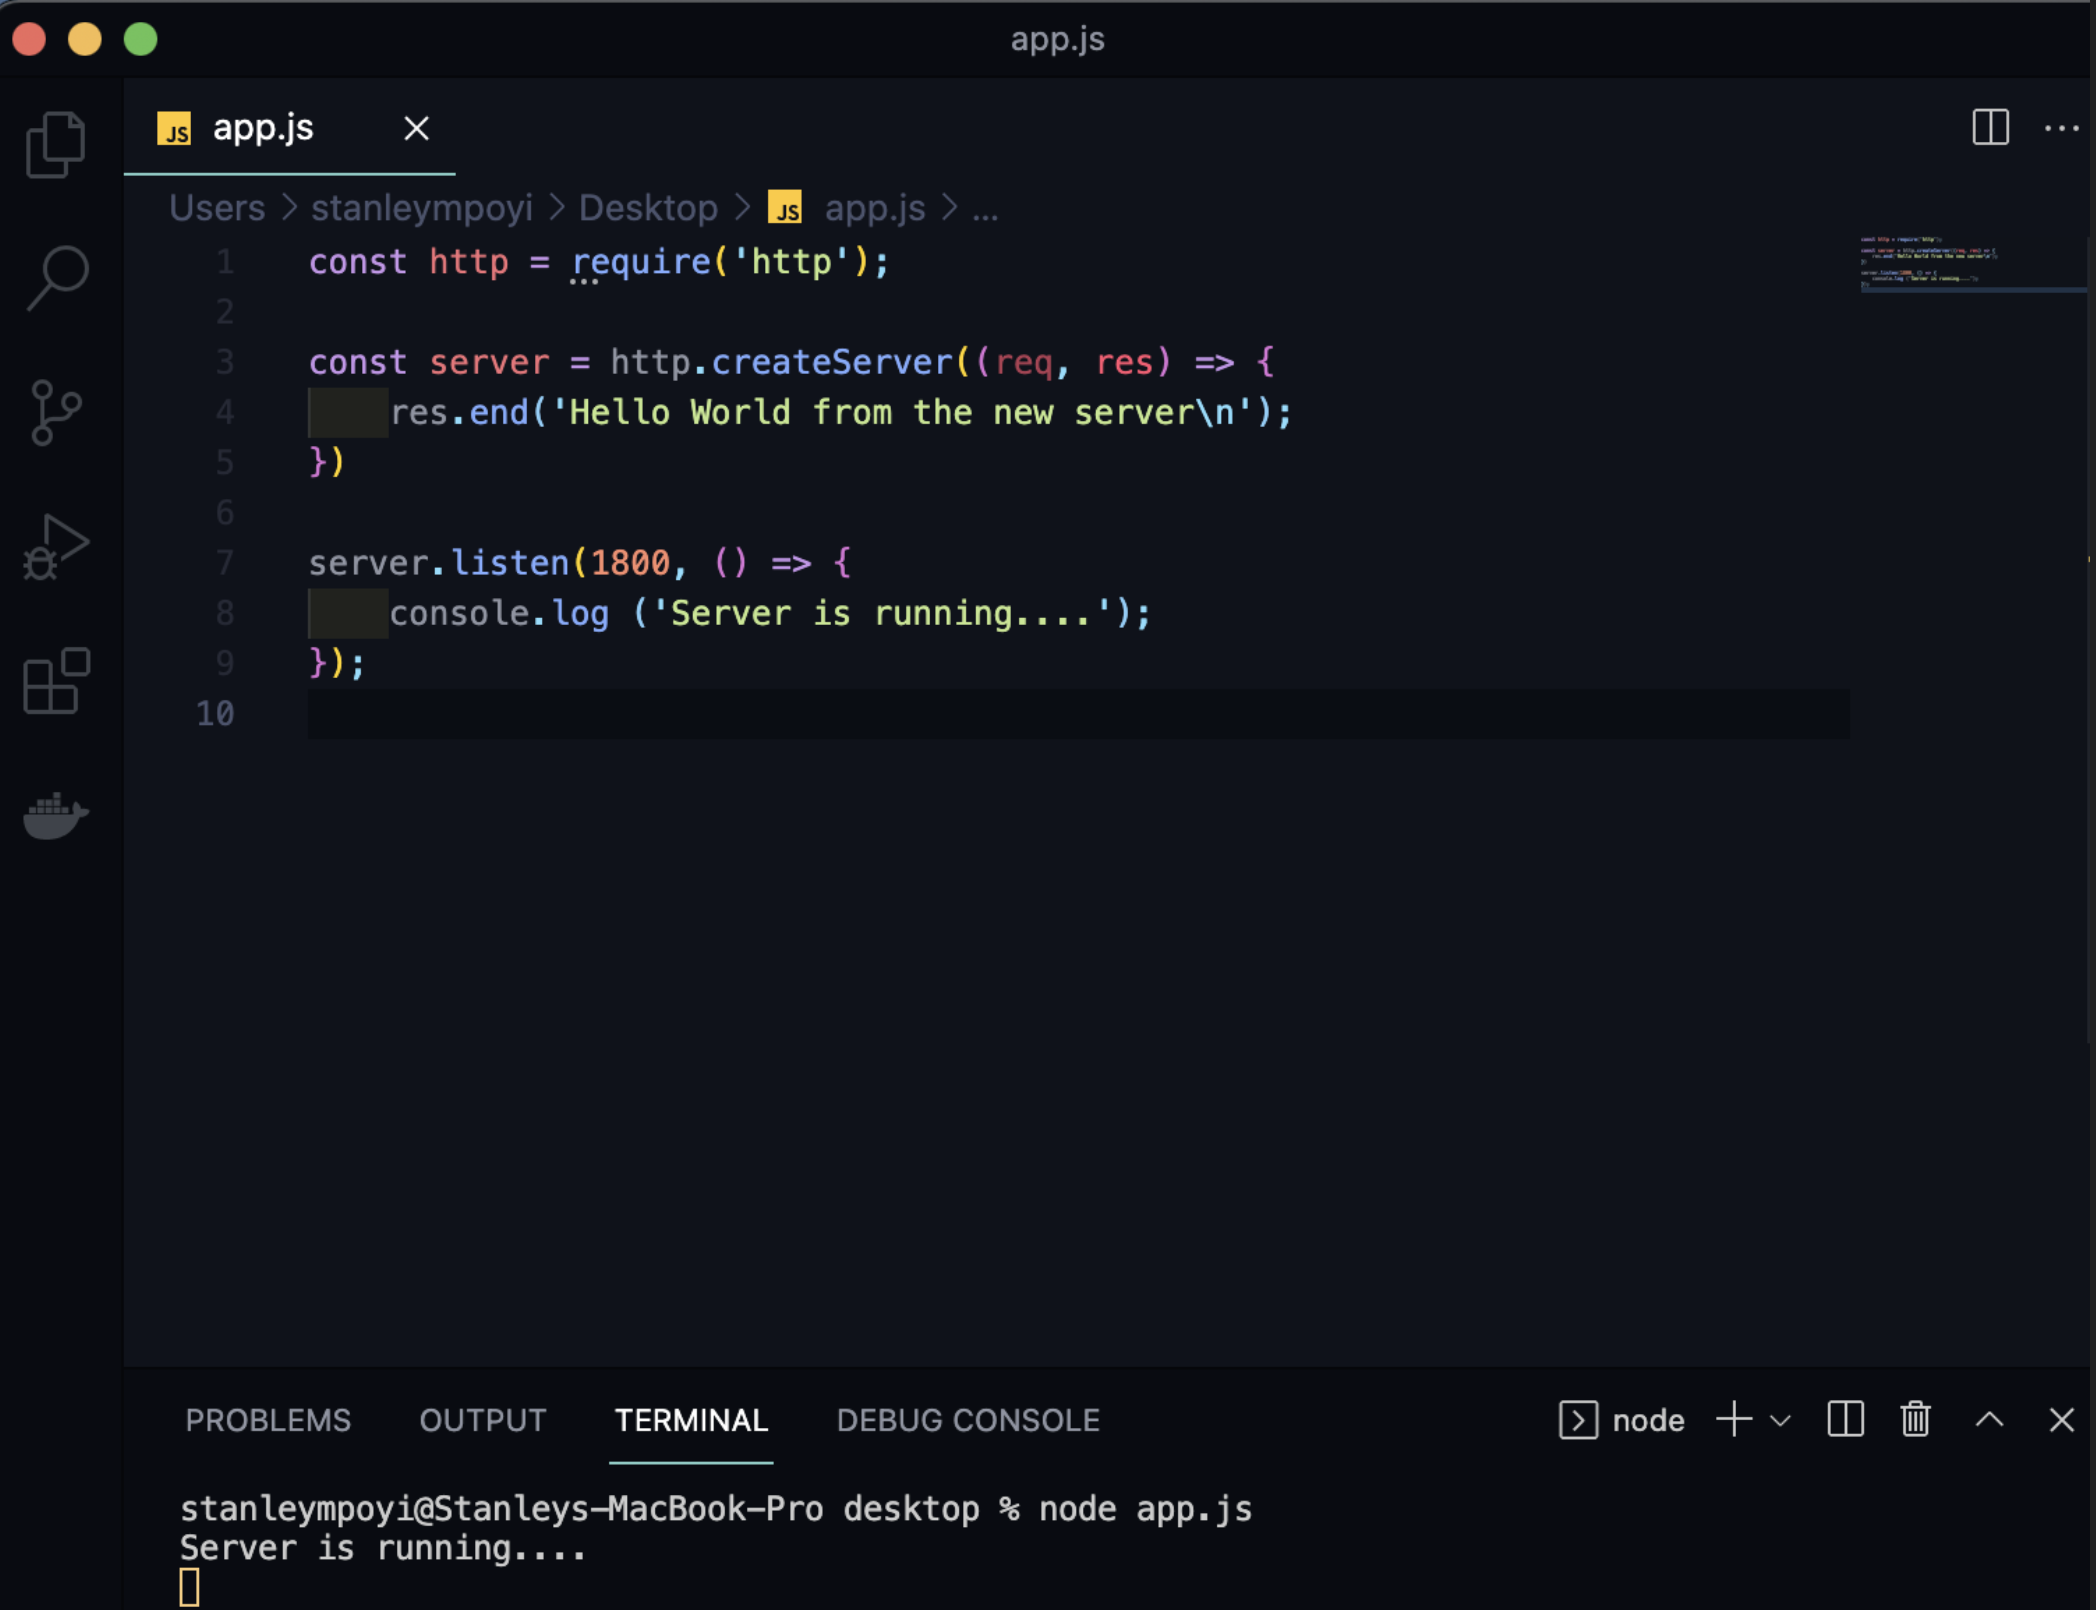 app.js
JS app.js
Users > stanleympoyi > Desktop > JS app.js > ...
1 const http = require('http');
2
3 const server = http.createServer((req, res) => {
4 res.end('Hello World from the new server\n');
5 })
6
7 server.listen(1800, () => {
8 console.log ('Server is running....');
9 });
10
PROBLEMS OUTPUT TERMINAL DEBUG CONSOLE node
stanleympoyi@Stanleys-MacBook-Pro desktop % node app.js
Server is running....